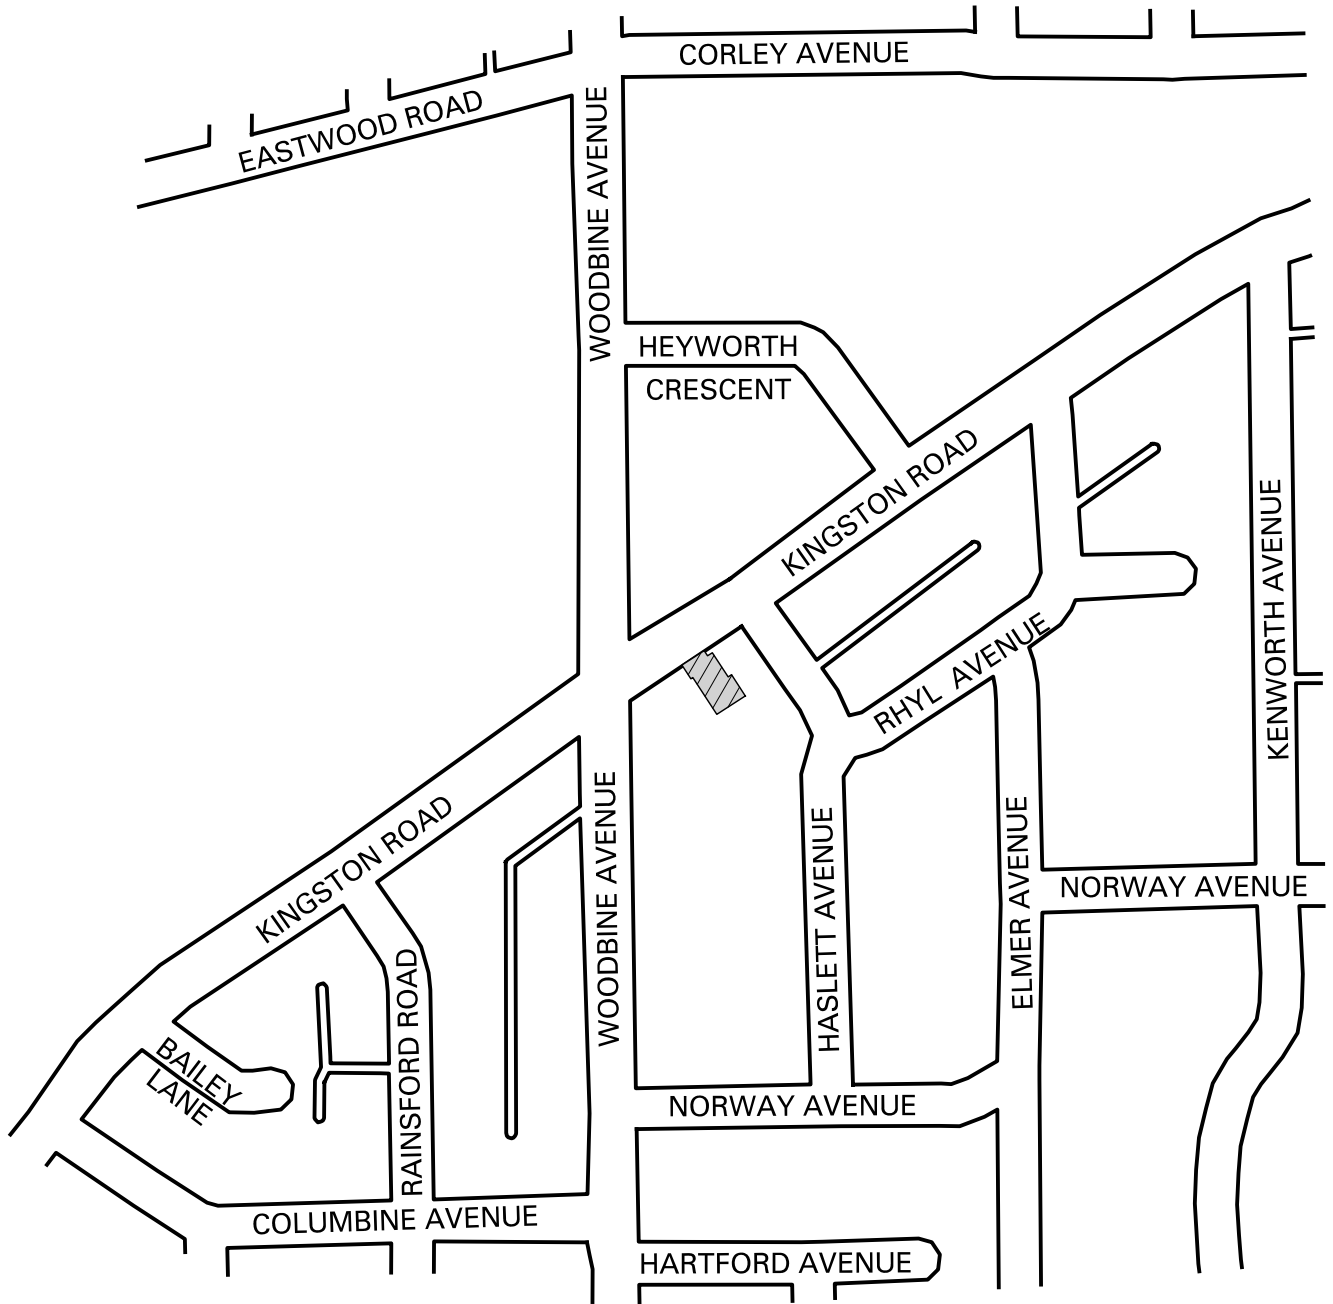 CORLEY AVENUE
EASTWOOD ROAD
WOODBINE AVENUE
HEYWORTH
CRESCENT
KINGSTON ROAD
KENWORTH AVENUE
RHYL AVENUE
KINGSTON ROAD
WOODBINE AVENUE
HASLETT AVENUE
ELMER AVENUE
NORWAY AVENUE
RAINSFORD ROAD
BAILEY
LANE
NORWAY AVENUE
COLUMBINE AVENUE
HARTFORD AVENUE